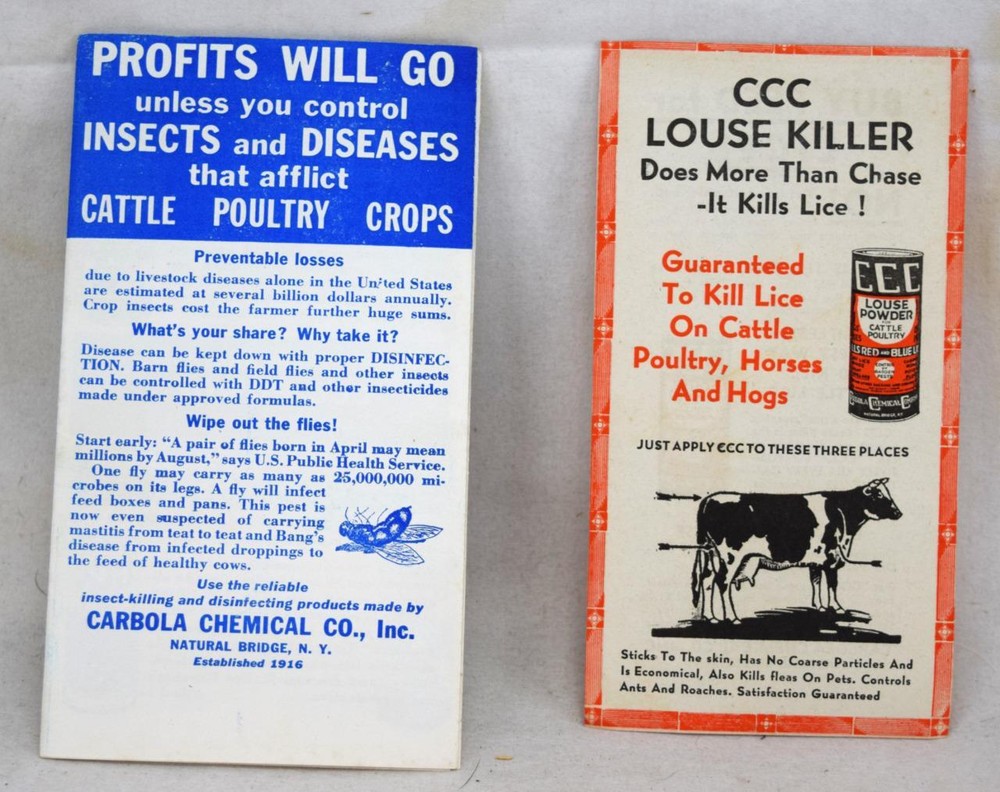 PROFITS WILL GO
unless you control
INSECTS and DISEASES
that afflict
CATTLE POULTRY CROPS
Preventable losses
due to livestock diseases alone in the United States
are estimated at several billion dollars annually.
Crop insects cost the farmer further huge sums.
What's your share? Why take it?
Disease can be kept down with proper DISINFEC-
TION. Barn flies and field flies and other insects
can be controlled with DDT and other insecticides
made under approved formulas.
Wipe out the flies!
Start early: "A pair of flies born in April may mean
millions by August," says U.S. Public Health Service.
One fly may carry as many as 25,000,000 mi-
crobes on its legs. A fly will infect
feed boxes and pans. This pest is
now even suspected of carrying
mastitis from teat to teat and Bang's
disease from infected droppings to
the feed of healthy cows.
Use the reliable
insect-killing and disinfecting products made by
CARBOLA CHEMICAL CO., Inc.
NATURAL BRIDGE, N. Y.
Established 1916
CCC
LOUSE KILLER
Does More Than Chase
-It Kills Lice !
Guaranteed
To Kill Lice
On Cattle
Poultry, Horses
And Hogs
CCC
LOUSE
POWDER
FOR
CATTLE
POULTRY
RED AND BLUE
CARBOLA CHEMICAL
NATURAL BRIDGE, N.Y.
JUST APPLY CCC TO THESE THREE PLACES
Sticks To The skin, Has No Coarse Particles And
Is Economical, Also Kills fleas On Pets. Controls
Ants And Roaches. Satisfaction Guaranteed